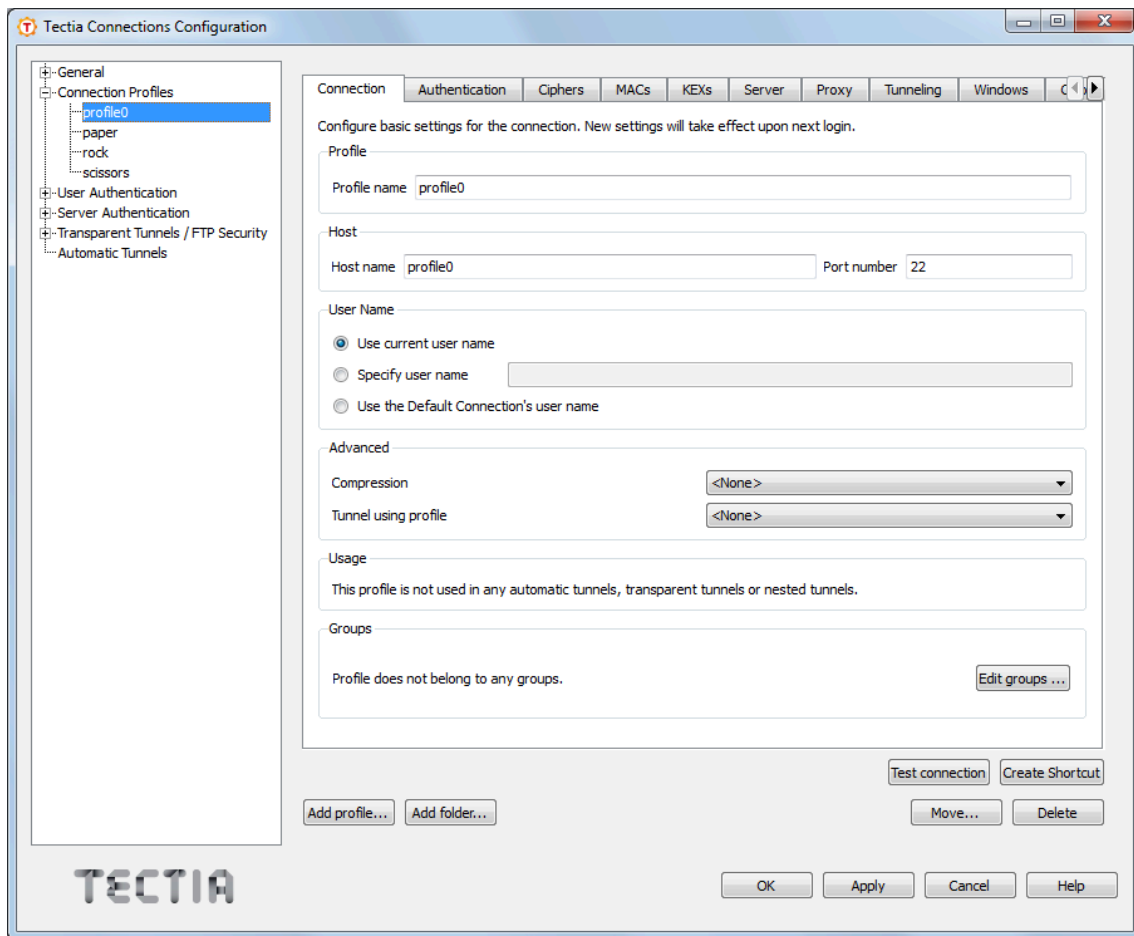 Tectia Connections Configuration
General
Connection Profiles
profile0
paper
rock
scissors
User Authentication
Server Authentication
Transparent Tunnels / FTP Security
Automatic Tunnels
Connection Authentication Ciphers MACs KEXs Server Proxy Tunneling Windows
Configure basic settings for the connection. New settings will take effect upon next login.
Profile
Profile name profile0
Host
Host name profile0 Port number 22
User Name
Use current user name
Specify user name
Use the Default Connection's user name
Advanced
Compression <None>
Tunnel using profile <None>
Usage
This profile is not used in any automatic tunnels, transparent tunnels or nested tunnels.
Groups
Profile does not belong to any groups. Edit groups ...
Test connection Create Shortcut
Add profile... Add folder... Move... Delete
TECTIA
OK Apply Cancel Help